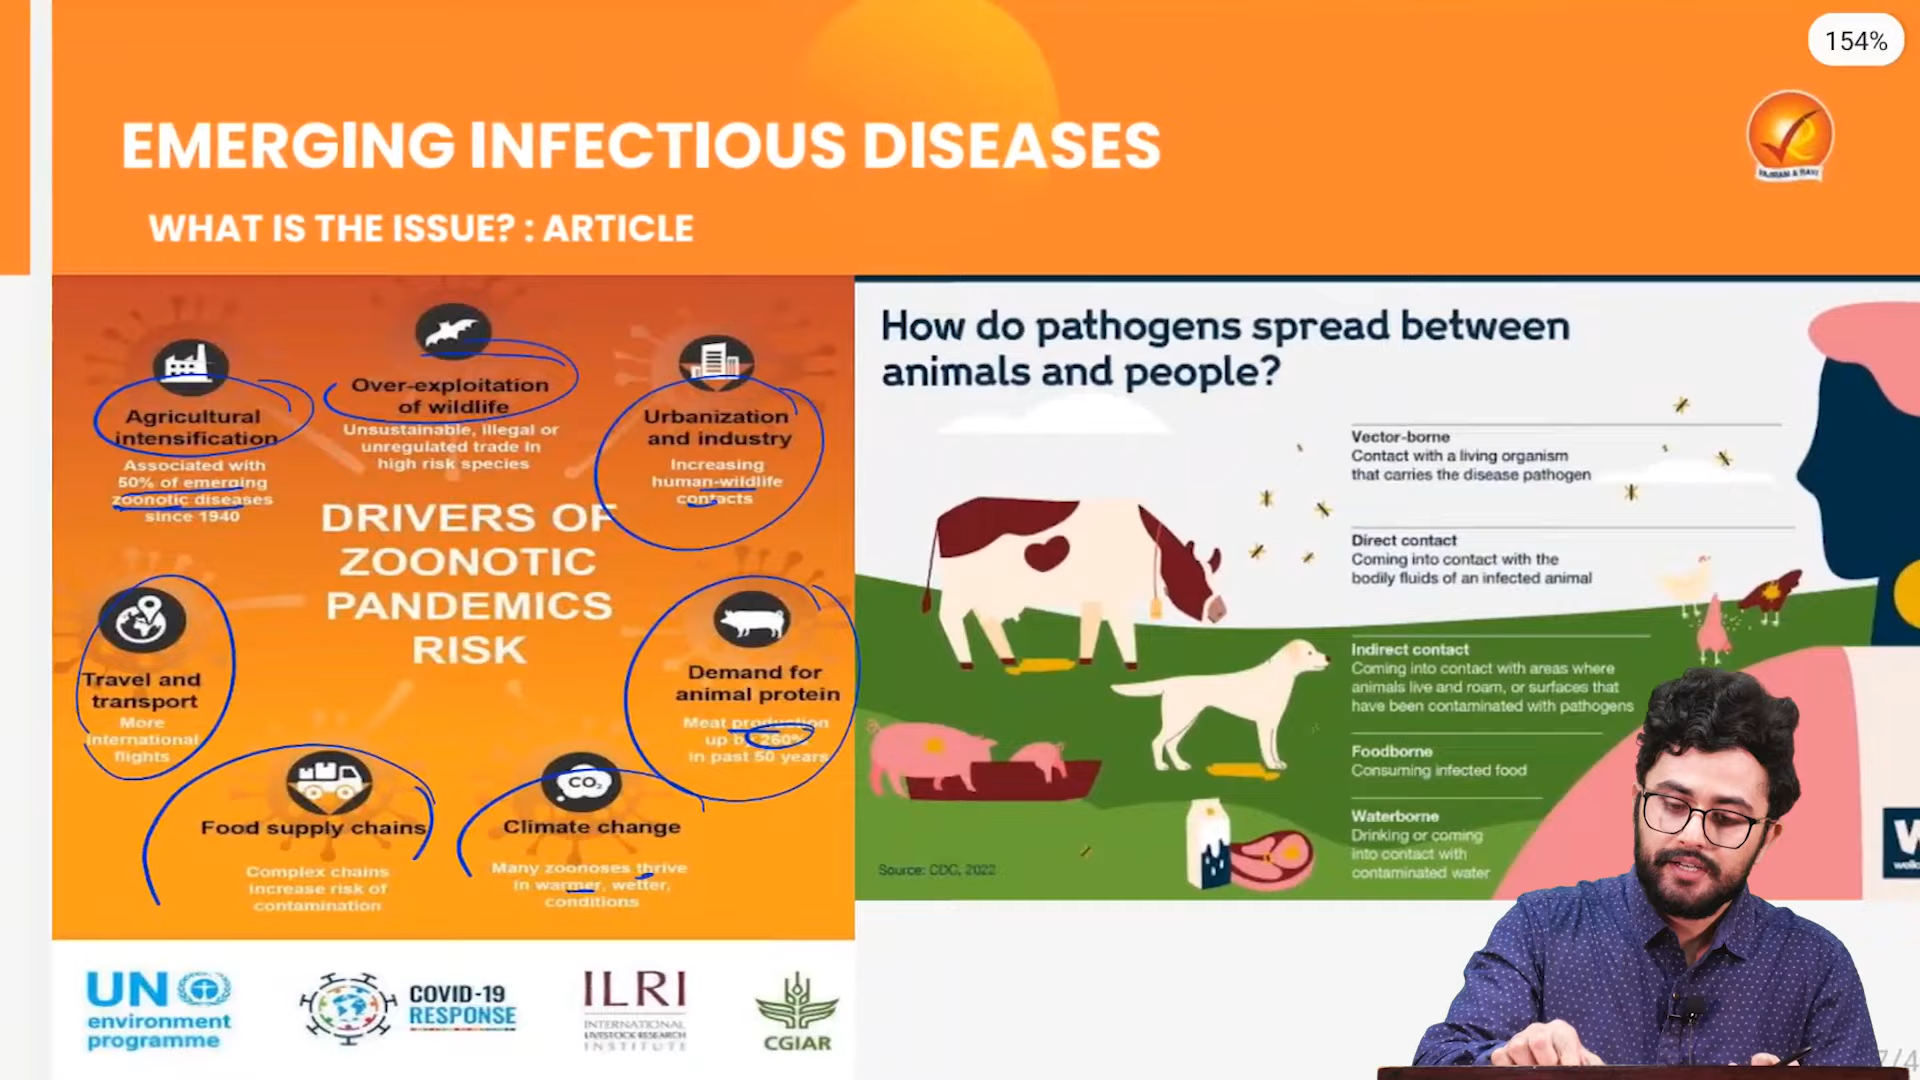 154%
EMERGING INFECTIOUS DISEASES
VAJIRAM & RAVI
WHAT IS THE ISSUE? : ARTICLE
Agricultural
intensification
Associated with
50% of emerging
zoonotic diseases
since 1940
Over-exploitation
of wildlife
Unsustainable, illegal or
unregulated trade in
high risk species
Urbanization
and industry
Increasing
human-wildlife
contacts
DRIVERS OF
ZOONOTIC
PANDEMICS
RISK
Travel and
transport
More
international
flights
Demand for
animal protein
Meat production
up by 260%
in past 50 years
Food supply chains
Complex chains
increase risk of
contamination
CO₂
Climate change
Many zoonoses thrive
in warmer, wetter,
conditions
UN
environment
programme
COVID-19
RESPONSE
ILRI
INTERNATIONAL
LIVESTOCK RESEARCH
INSTITUTE
CGIAR
How do pathogens spread between
animals and people?
Vector-borne
Contact with a living organism
that carries the disease pathogen
Direct contact
Coming into contact with the
bodily fluids of an infected animal
Indirect contact
Coming into contact with areas where
animals live and roam, or surfaces that
have been contaminated with pathogens
Foodborne
Consuming infected food
Waterborne
Drinking or coming
into contact with
contaminated water
Source: CDC, 2022
W